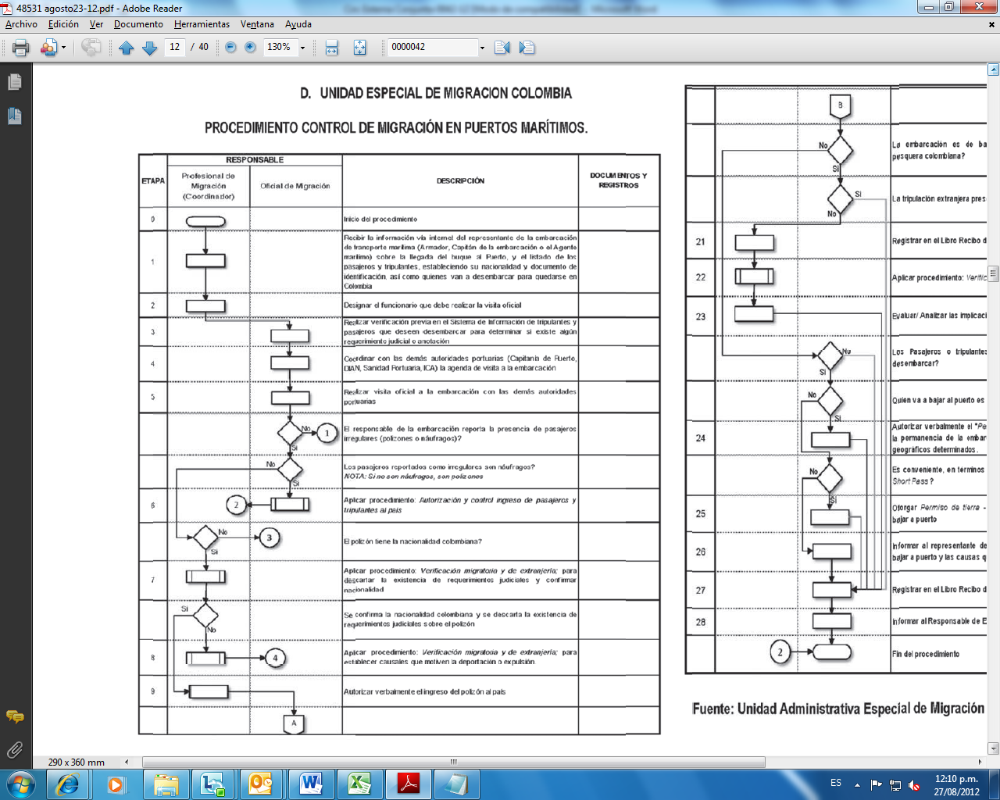 48531 agosto23-12.pdf - Adobe Reader
Archivo Edición Ver Documento Herramientas Ventana Ayuda
12 / 40 130% 0000042
D. UNIDAD ESPECIAL DE MIGRACION COLOMBIA
PROCEDIMIENTO CONTROL DE MIGRACIÓN EN PUERTOS MARÍTIMOS.
ETAPA
RESPONSABLE
Profesional de
Migración
(Coordinador)
Oficial de Migración
DESCRIPCIÓN
DOCUMENTOS Y
REGISTROS
0
Inicio del procedimiento
1
Recibir la información vía internet del representante de la embarcación
de transporte marítima (Armador, Capitán de la embarcación o el Agente
marítimo) sobre la llegada del buque al Puerto, y el listado de los
pasajeros y tripulantes, estableciendo su nacionalidad y documento de
identificación, así como quienes van a desembarcar para quedarse en
Colombia
2
Designar el funcionario que debe realizar la visita oficial
3
Realizar verificación previa en el Sistema de Información de tripulantes y
pasajeros que deseen desembarcar para determinar si existe algún
requerimiento judicial o anotación
4
Coordinar con las demás autoridades portuarias (Capitanía de Puerto,
DIAN, Sanidad Portuaria, ICA) la agenda de visita a la embarcación
5
Realizar visita oficial a la embarcación con las demás autoridades
portuarias
No
1
Si
El responsable de la embarcación reporta la presencia de pasajeros
irregulares (polizones o náufragos)?
No
Si
Los pasajeros reportados como irregulares son náufragos?
NOTA: Si no son náufragos, son polizones
6
2
Aplicar procedimiento: Autorización y control ingreso de pasajeros y
tripulantes al país
No
3
Si
El polizón tiene la nacionalidad colombiana?
7
Aplicar procedimiento: Verificación migratoria y de extranjería; para
descartar la existencia de requerimientos judiciales y confirmar
nacionalidad
Si
No
Se confirma la nacionalidad colombiana y se descarta la existencia de
requerimientos judiciales sobre el polizón
8
4
Aplicar procedimiento: Verificación migratoria y de extranjería; para
establecer causales que motiven la deportación o expulsión
9
Autorizar verbalmente el ingreso del polizón al país
A
B
No
Si
La embarcación es de ba
pesquera colombiana?
Si
No
La tripulación extranjera pres
21
Registrar en el Libro Recibo d
22
Aplicar procedimiento: Verific
23
Evaluar/ Analizar las implicaci
No
Si
Los Pasajeros o tripulantes
desembarcar?
No
Si
Quien va a bajar al puerto es
24
Autorizar verbalmente el "Pe
la permanencia de la embar
geográficos determinados.
No
Si
Es conveniente, en términos
Short Pass?
25
Otorgar Permiso de tierra -
bajar a puerto
26
Informar al representante de
bajar a puerto y las causas q
27
Registrar en el Libro Recibo d
28
Informar al Responsable de E
2
Fin del procedimiento
Fuente: Unidad Administrativa Especial de Migración
290 x 360 mm
ES
12:10 p.m.
27/08/2012